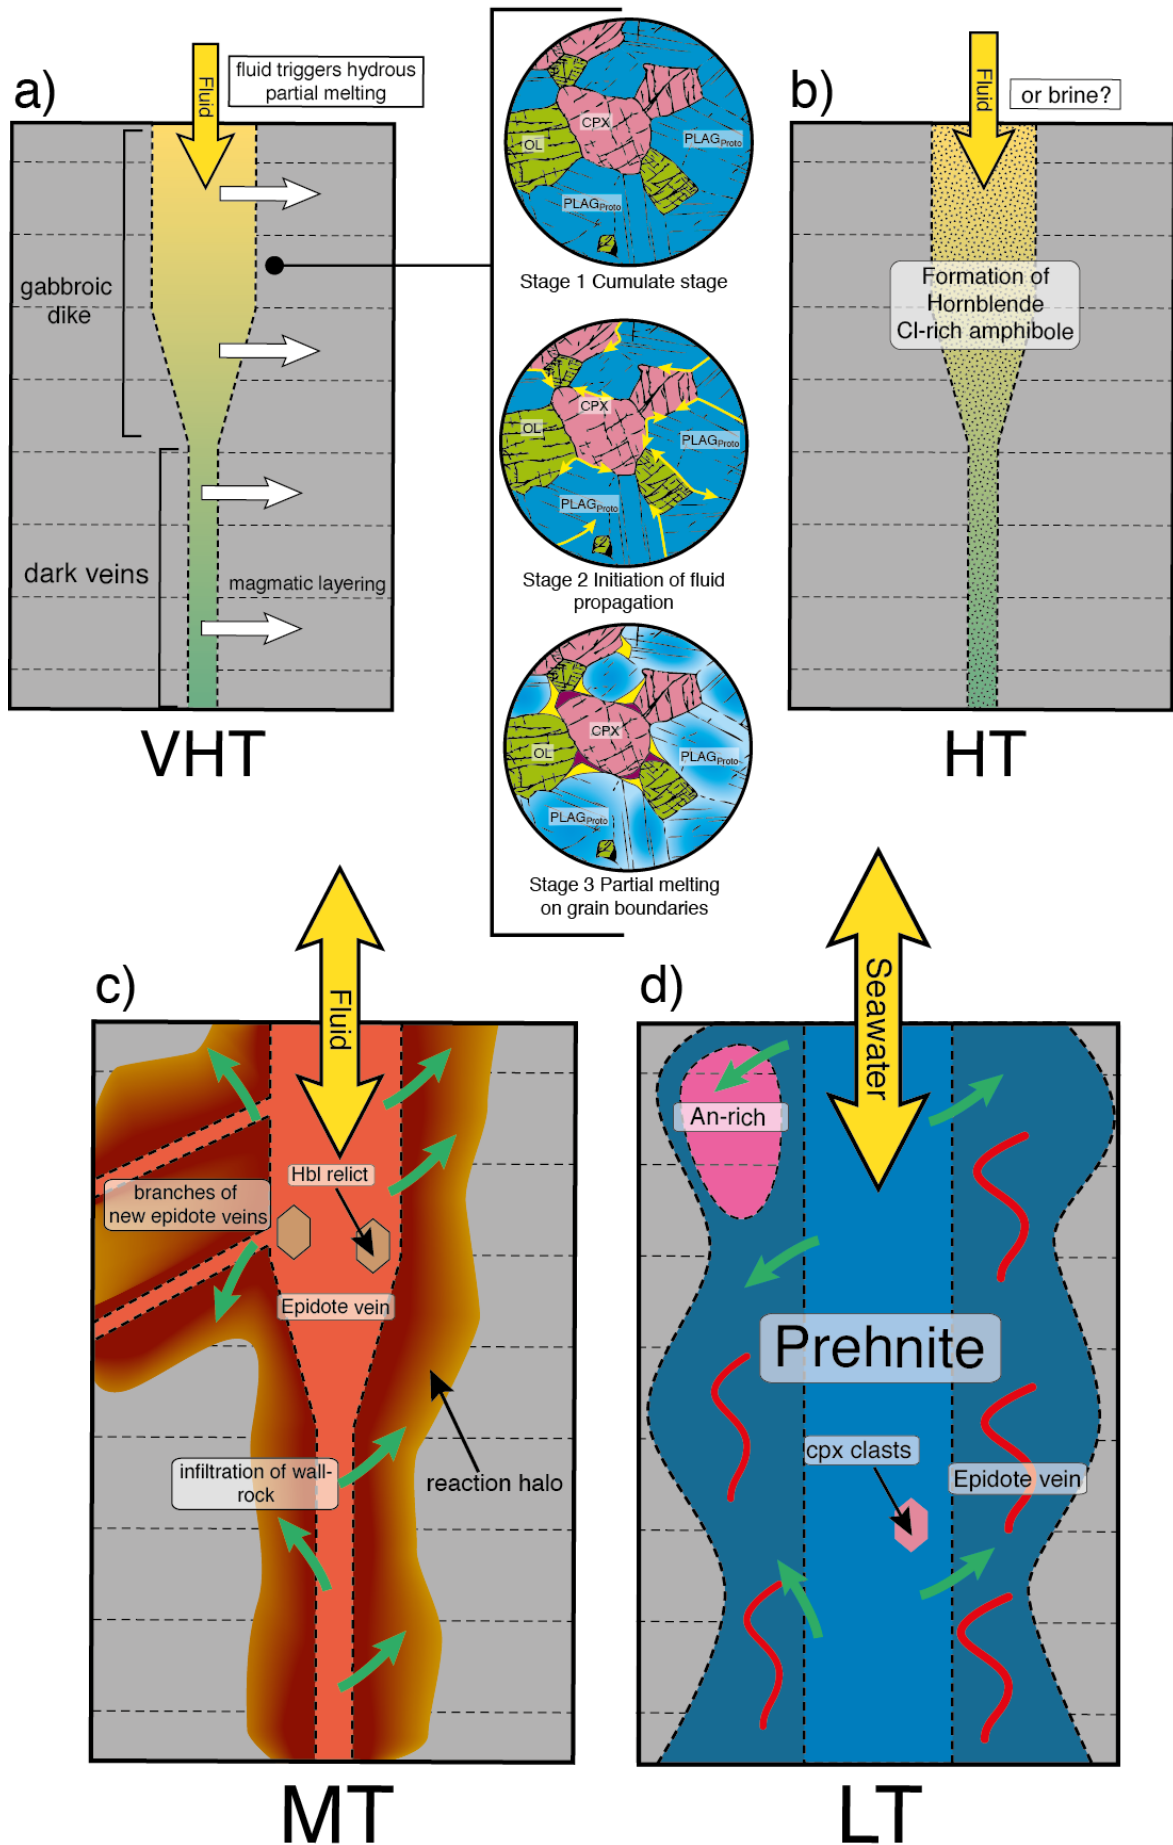 a)
Fluid
fluid triggers hydrous
partial melting
gabbroic
dike
dark veins
magmatic layering
VHT
OL
CPX
PLAGProto
PLAGProto
Stage 1 Cumulate stage
OL
CPX
PLAGProto
PLAGProto
Stage 2 Initiation of fluid
propagation
OL
CPX
PLAGProto
PLAGProto
Stage 3 Partial melting
on grain boundaries
b)
Fluid
or brine?
Formation of
Hornblende
Cl-rich amphibole
HT
c)
Fluid
Hbl relict
branches of
new epidote veins
Epidote vein
infiltration of wall-
rock
reaction halo
MT
d)
Seawater
An-rich
Prehnite
cpx clasts
Epidote vein
LT